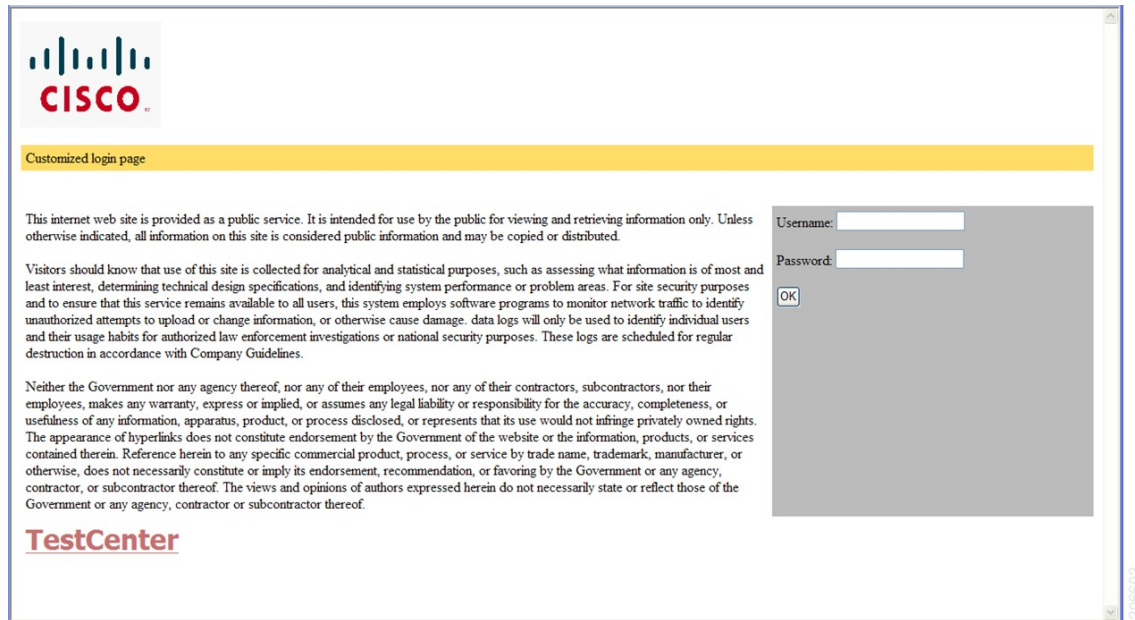 CISCO
Customized login page
This internet web site is provided as a public service. It is intended for use by the public for viewing and retrieving information only. Unless
otherwise indicated, all information on this site is considered public information and may be copied or distributed.
Username:
Visitors should know that use of this site is collected for analytical and statistical purposes, such as assessing what information is of most and
least interest, determining technical design specifications, and identifying system performance or problem areas. For site security purposes
and to ensure that this service remains available to all users, this system employs software programs to monitor network traffic to identify
unauthorized attempts to upload or change information, or otherwise cause damage. data logs will only be used to identify individual users
and their usage habits for authorized law enforcement investigations or national security purposes. These logs are scheduled for regular
destruction in accordance with Company Guidelines.
Password:
OK
Neither the Government nor any agency thereof, nor any of their employees, nor any of their contractors, subcontractors, nor their
employees, makes any warranty, express or implied, or assumes any legal liability or responsibility for the accuracy, completeness, or
usefulness of any information, apparatus, product, or process disclosed, or represents that its use would not infringe privately owned rights.
The appearance of hyperlinks does not constitute endorsement by the Government of the website or the information, products, or services
contained therein. Reference herein to any specific commercial product, process, or service by trade name, trademark, manufacturer, or
otherwise, does not necessarily constitute or imply its endorsement, recommendation, or favoring by the Government or any agency,
contractor, or subcontractor thereof. The views and opinions of authors expressed herein do not necessarily state or reflect those of the
Government or any agency, contractor or subcontractor thereof.
TestCenter